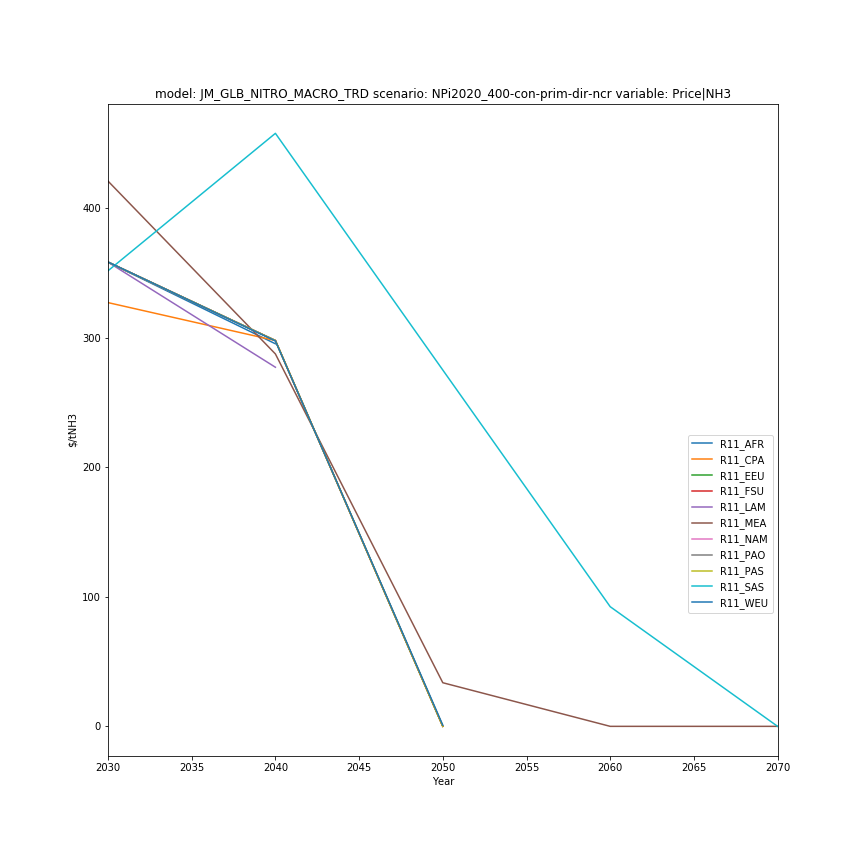 model: JM_GLB_NITRO_MACRO_TRD scenario: NPi2020_400-con-prim-dir-ncr variable: Price|NH3
400
300
200
100
0
$/tNH3
R11_AFR
R11_CPA
R11_EEU
R11_FSU
R11_LAM
R11_MEA
R11_NAM
R11_PAO
R11_PAS
R11_SAS
R11_WEU
2030 2035 2040 2045 2050 2055 2060 2065 2070
Year